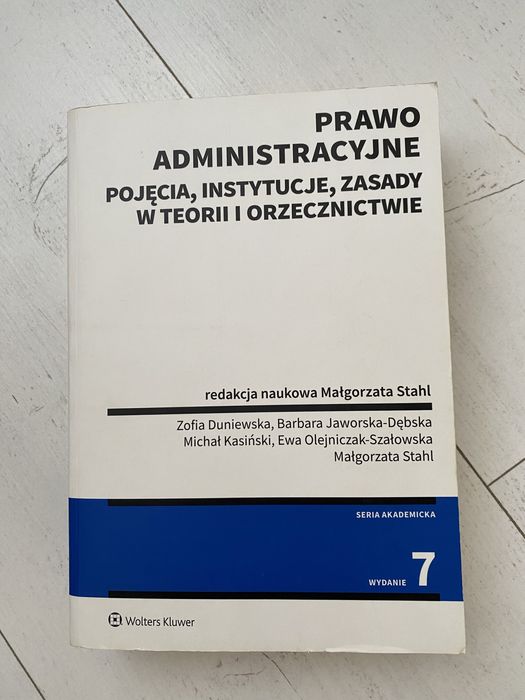 PRAWO
ADMINISTRACYJNE
POJĘCIA, INSTYTUCJE, ZASADY
W TEORII I ORZECZNICTWIE
redakcja naukowa Małgorzata Stahl
Zofia Duniewska, Barbara Jaworska-Dębska
Michał Kasiński, Ewa Olejniczak-Szałowska
Małgorzata Stahl
SERIA AKADEMICKA
WYDANIE 7
Wolters Kluwer